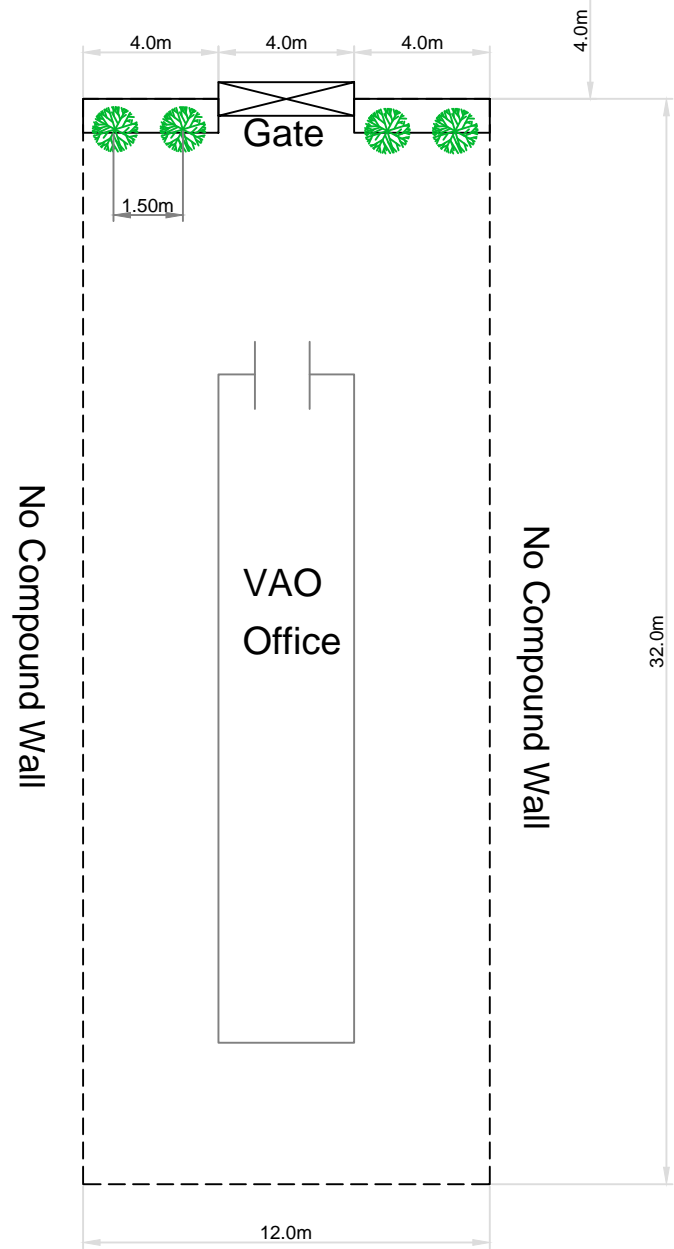 4.0m
4.0m
4.0m
4.0m
Gate
1.50m
No Compound Wall
VAO
Office
No Compound Wall
32.0m
12.0m